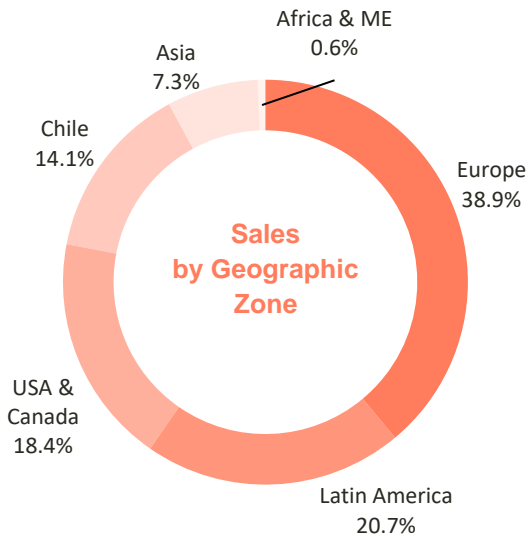 Africa & ME
0.6%
Asia
7.3%
Chile
14.1%
Europe
38.9%
Sales
by Geographic
Zone
USA &
Canada
18.4%
Latin America
20.7%